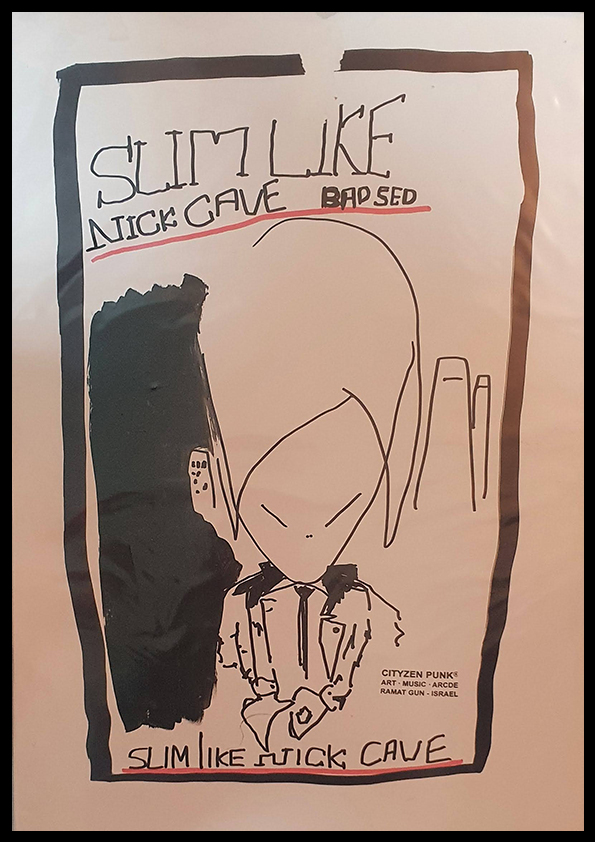 SLIM LIKE
NICK CAVE BAD SED
CITYZEN PUNK®
ART - MUSIC - ARCDE
RAMAT GUN - ISRAEL
SLIM LIKE NICK CAVE